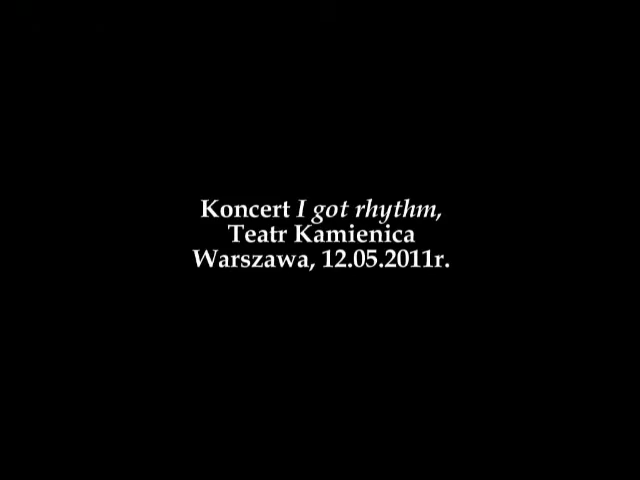 Koncert I got rhythm,
Teatr Kamienica
Warszawa, 12.05.2011r.